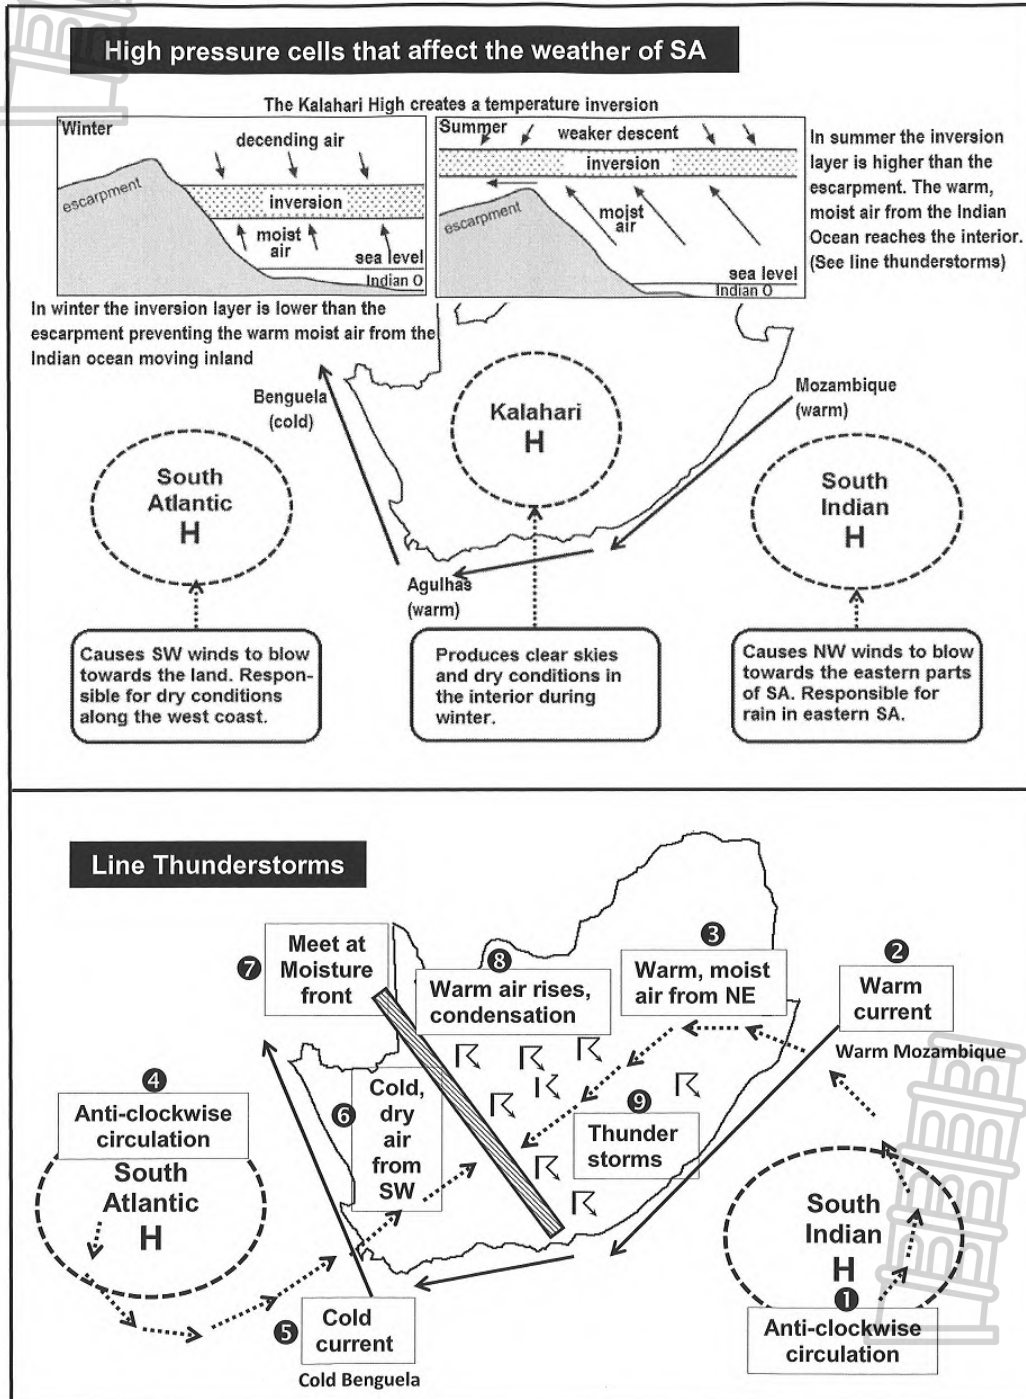 High pressure cells that affect the weather of SA
The Kalahari High creates a temperature inversion
Winter
decending air
escarpment
inversion
moist
air
sea level
Indian O
Summer
weaker descent
inversion
escarpment
moist
air
sea level
Indian O
In summer the inversion
layer is higher than the
escarpment. The warm,
moist air from the Indian
Ocean reaches the interior.
(See line thunderstorms)
In winter the inversion layer is lower than the
escarpment preventing the warm moist air from the
Indian ocean moving inland
Benguela
(cold)
Kalahari
H
Mozambique
(warm)
South
Atlantic
H
South
Indian
H
Agulhas
(warm)
Causes SW winds to blow
towards the land. Respon-
sible for dry conditions
along the west coast.
Produces clear skies
and dry conditions in
the interior during
winter.
Causes NW winds to blow
towards the eastern parts
of SA. Responsible for
rain in eastern SA.
Line Thunderstorms
❼
Meet at
Moisture
front
❽
Warm air rises,
condensation
❸
Warm, moist
air from NE
❷
Warm
current
Warm Mozambique
❹
Anti-clockwise
circulation
South
Atlantic
H
❻
Cold,
dry
air
from
SW
❾
Thunder
storms
South
Indian
H
❶
Anti-clockwise
circulation
❺
Cold
current
Cold Benguela